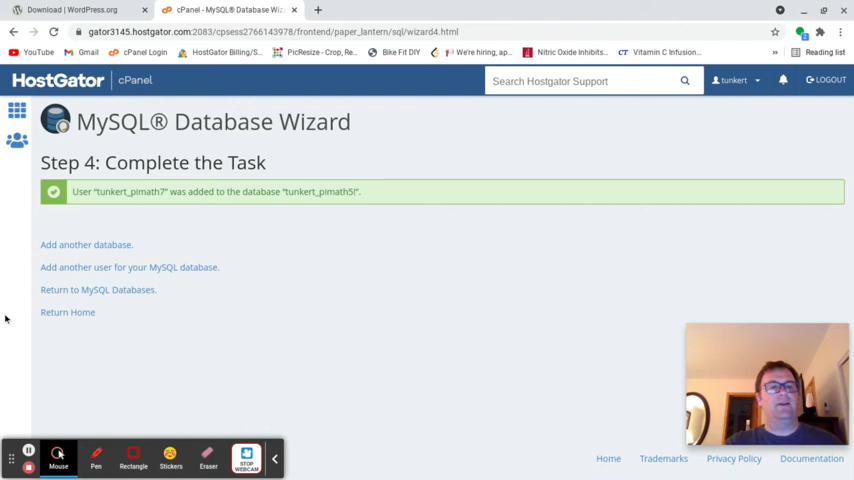 Download | WordPress.org
cPanel - MySQL® Database Wiz
gator3145.hostgator.com:2083/cpsess2766143978/frontend/paper_lantern/sql/wizard4.html
YouTube
Gmail
cPanel Login
HostGator Billing/S...
PicResize - Crop, Re...
Bike Fit DIY
We're hiring, ap...
Nitric Oxide Inhibits...
CT
Vitamin C Infusion...
»
Reading list
HostGator
cPanel
Search Hostgator Support
tunkert
LOGOUT
MySQL® Database Wizard
Step 4: Complete the Task
User “tunkert_pimath7” was added to the database “tunkert_pimath5!”.
Add another database.
Add another user for your MySQL database.
Return to MySQL Databases.
Return Home
Mouse
Pen
Rectangle
Stickers
Eraser
STOP
WEBCAM
Home
Trademarks
Privacy Policy
Documentation